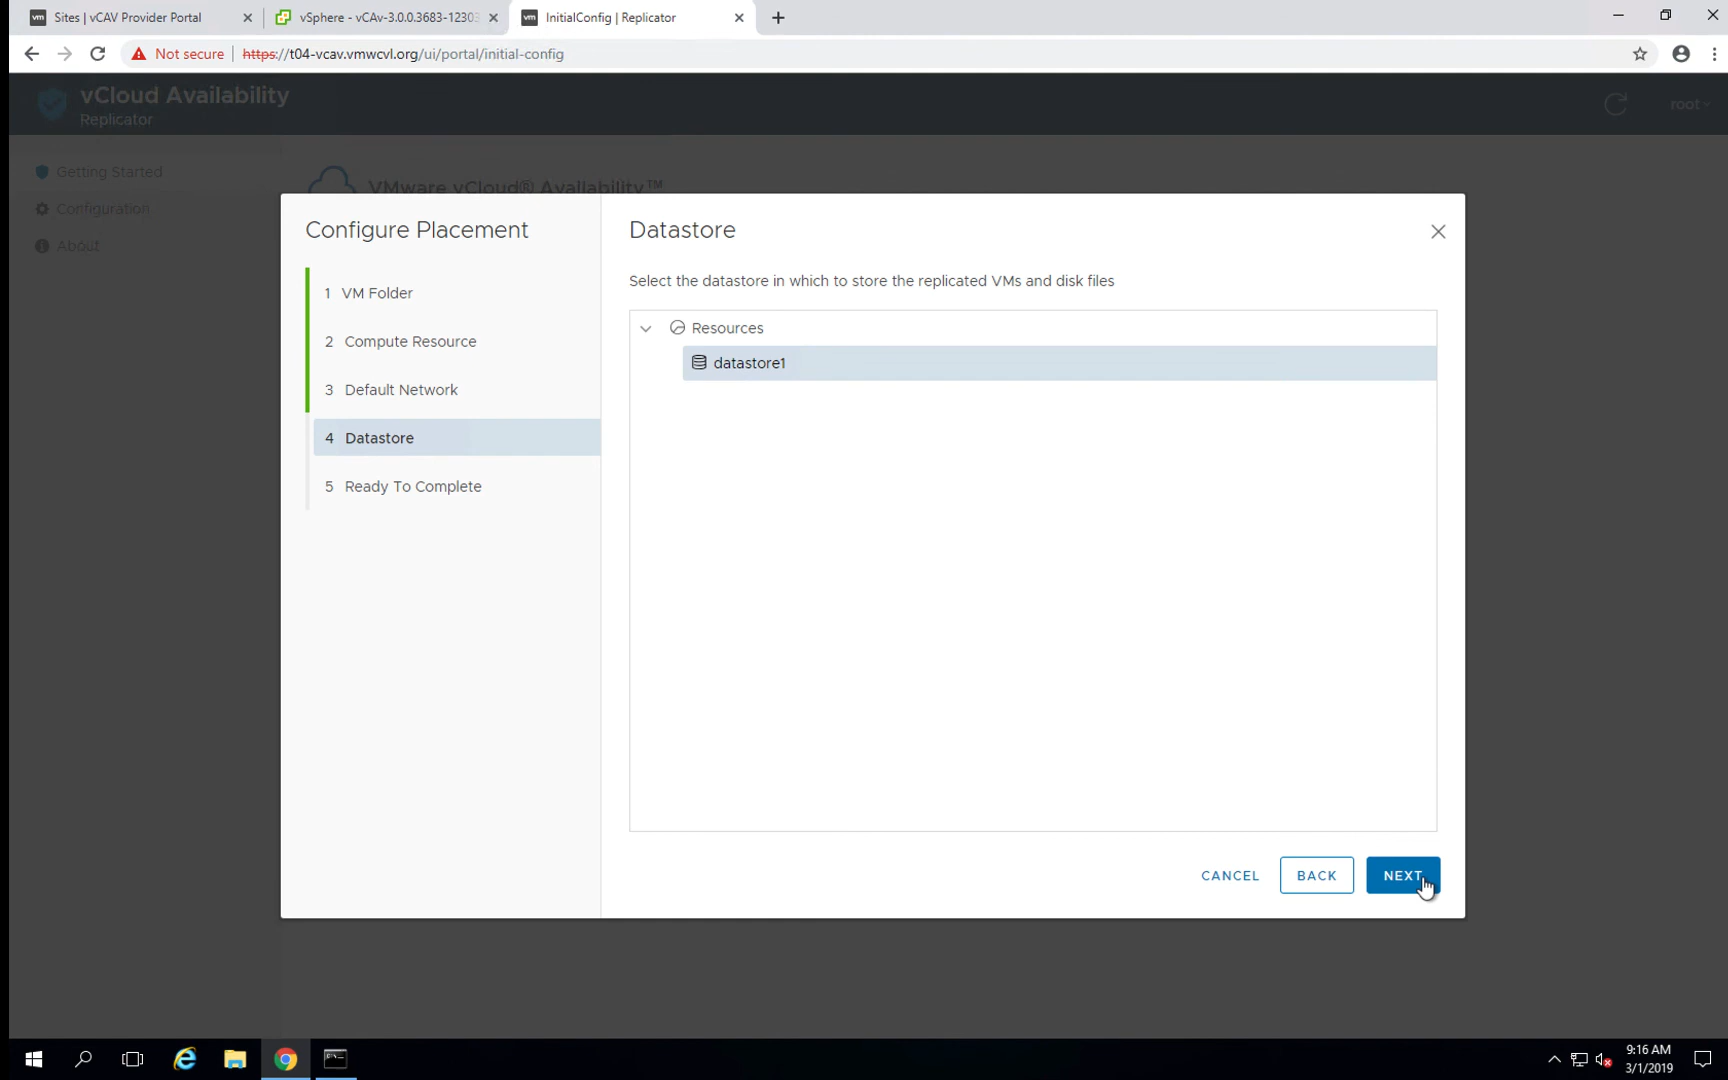 Sites | vCAV Provider Portal
vSphere - vCAv-3.0.0.3683-12303
InitialConfig | Replicator
Not secure
https://t04-vcav.vmwcvl.org/ui/portal/initial-config
vCloud Availability
Replicator
root
Getting Started
Configuration
About
VMware vCloud® Availability™
Configure Placement
1 VM Folder
2 Compute Resource
3 Default Network
4 Datastore
5 Ready To Complete
Datastore
Select the datastore in which to store the replicated VMs and disk files
Resources
datastore1
CANCEL
BACK
NEXT
9:16 AM
3/1/2019